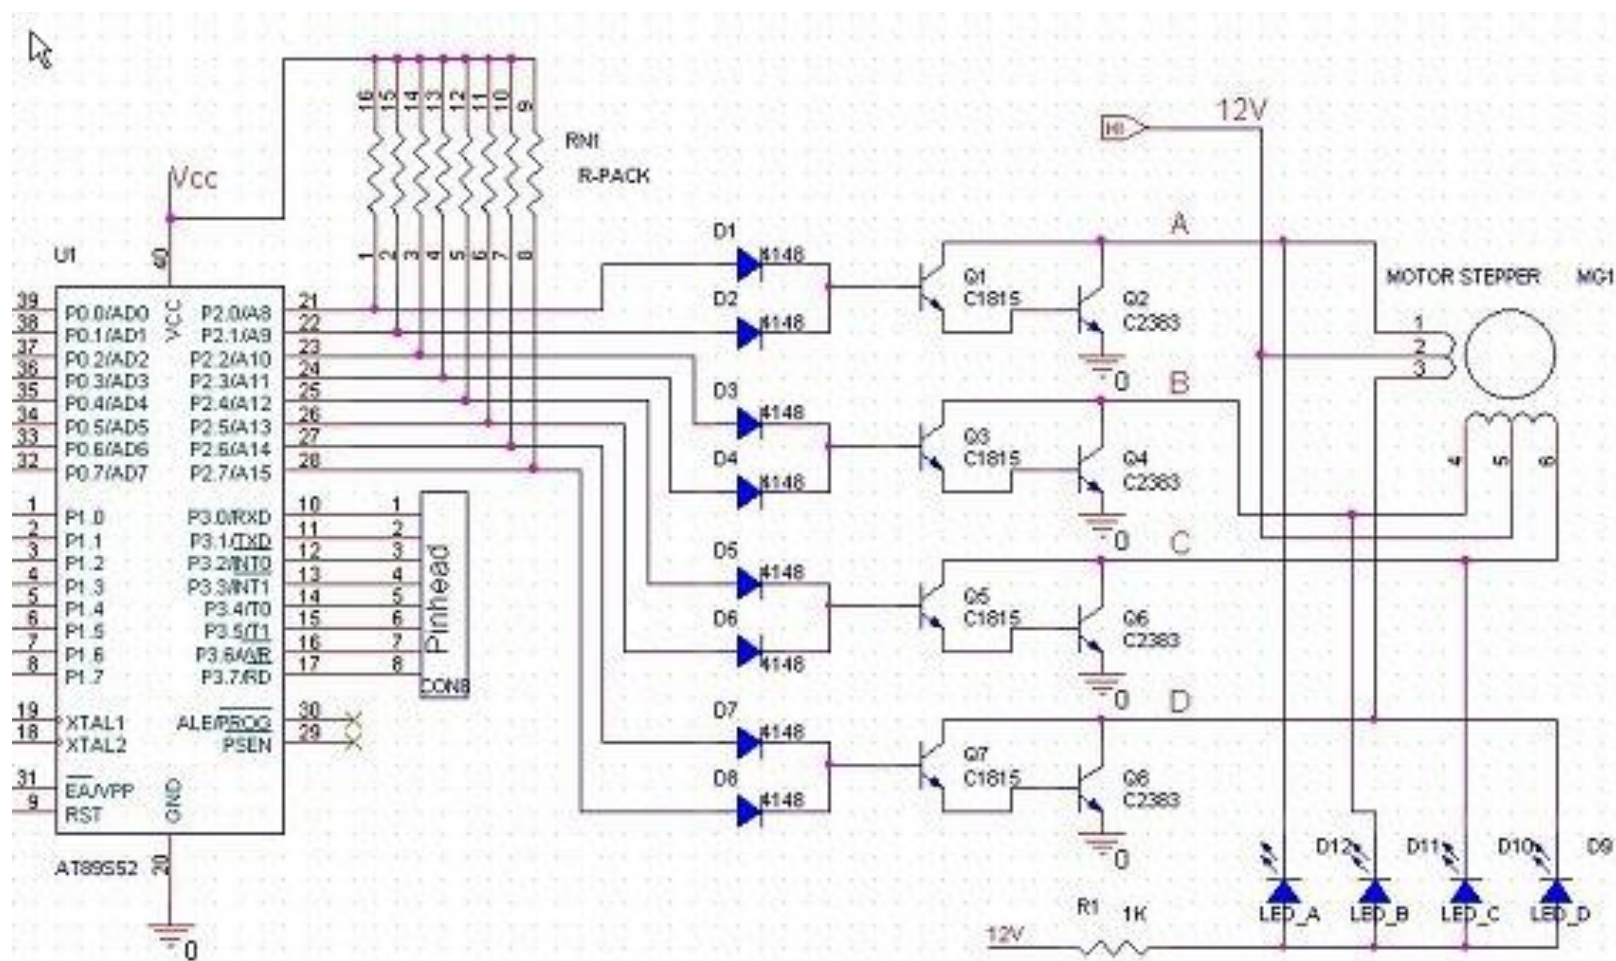 HI
12V
16 15 14 13 12 11 10 9
RN1
R-PACK
Vcc
1 2 3 4 5 6 7 8
U1
40
VCC
39 P0.0/AD0 P2.0/A8 21
38 P0.1/AD1 P2.1/A9 22
37 P0.2/AD2 P2.2/A10 23
36 P0.3/AD3 P2.3/A11 24
35 P0.4/AD4 P2.4/A12 25
34 P0.5/AD5 P2.5/A13 26
33 P0.6/AD6 P2.6/A14 27
32 P0.7/AD7 P2.7/A15 28
1 P1.0 P3.0/RXD 10 1
2 P1.1 P3.1/TXD 11 2
3 P1.2 P3.2/INT0 12 3
4 P1.3 P3.3/INT1 13 4
5 P1.4 P3.4/T0 14 5
6 P1.5 P3.5/T1 15 6
7 P1.6 P3.6/WR 16 7
8 P1.7 P3.7/RD 17 8
Pinhead
CON8
19 XTAL1 ALE/PROG 30
18 XTAL2 PSEN 29
31 EA/VPP
9 RST
GND
AT89S52
20
0
D1
4148
D2
4148
A
Q1
C1815
Q2
C2383
0
D3
4148
D4
4148
B
Q3
C1815
Q4
C2383
0
D5
4148
D6
4148
C
Q5
C1815
Q6
C2383
0
D7
4148
D8
4148
D
Q7
C1815
Q8
C2383
0
MOTOR STEPPER MG1
1
2
3
4 5 6
D12 D11 D10 D9
LED_A LED_B LED_C LED_D
R1 1K
12V